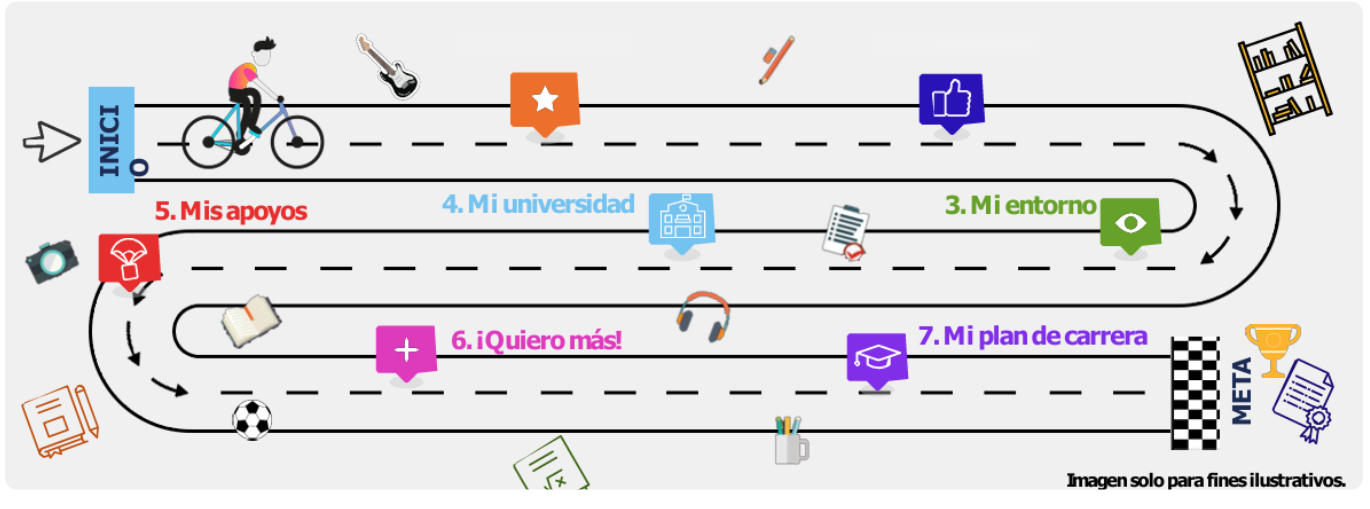 INICI
O
5. Mis apoyos
4. Mi universidad
3. Mi entorno
6. ¡Quiero más!
7. Mi plan de carrera
META
Imagen solo para fines ilustrativos.